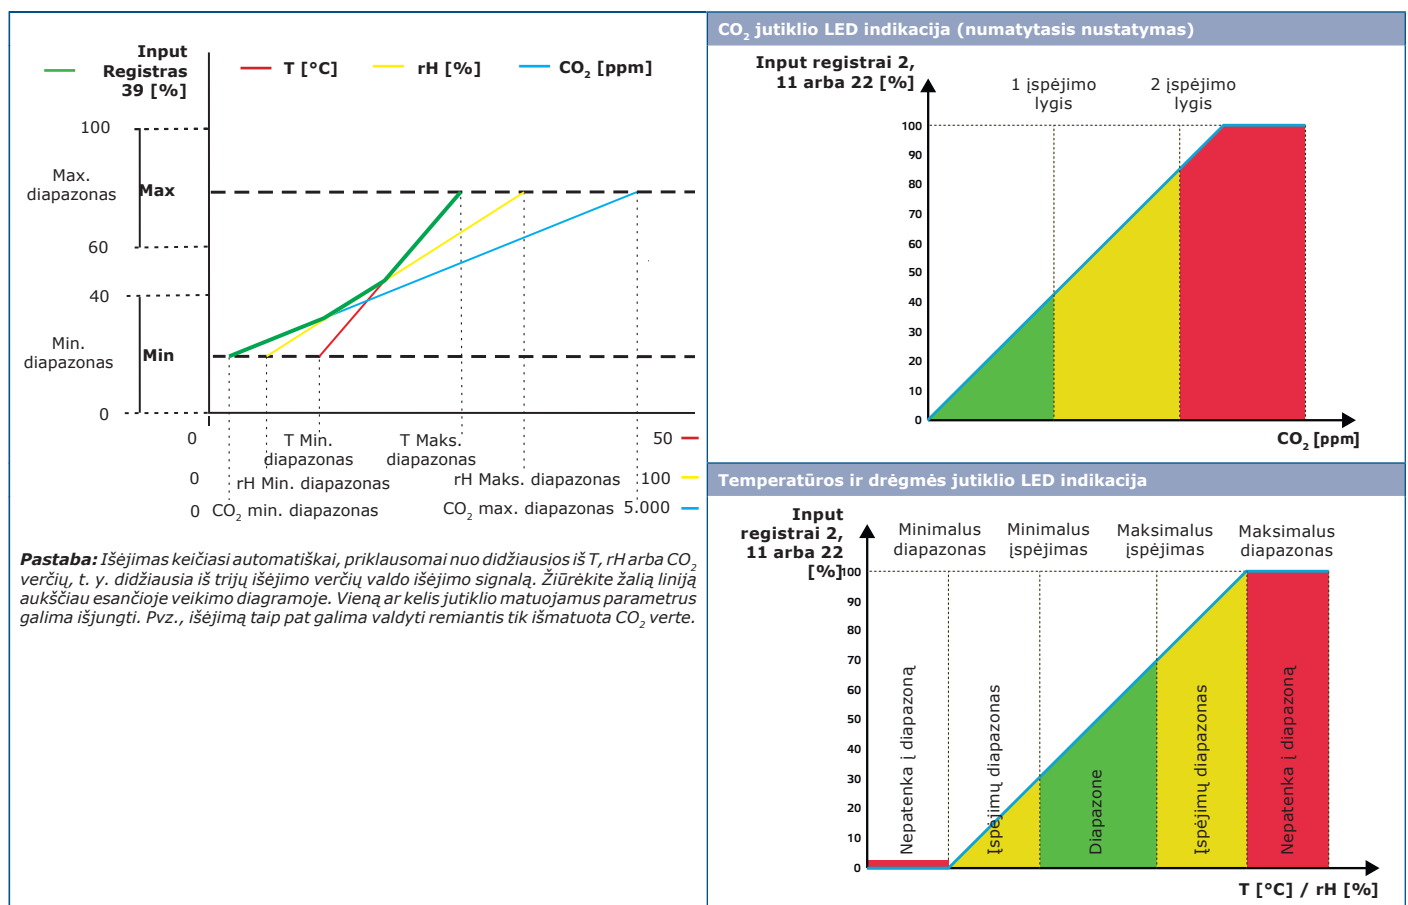 Input
Registras
39 [%]
T [°C]
rH [%]
CO2 [ppm]
100
Max.
diapazonas
Max
60
40
Min.
diapazonas
Min
0
0
T Min.
diapazonas
T Maks.
diapazonas
50
0
rH Min. diapazonas
rH Maks. diapazonas
100
0
CO2 min. diapazonas
CO2 max. diapazonas
5.000
Pastaba: Išėjimas keičiasi automatiškai, priklausomai nuo didžiausios iš T, rH arba CO2
verčių, t. y. didžiausia iš trijų išėjimo verčių valdo išėjimo signalą. Žiūrėkite žalią liniją
aukščiau esančioje veikimo diagramoje. Vieną ar kelis jutiklio matuojamus parametrus
galima išjungti. Pvz., išėjimą taip pat galima valdyti remiantis tik išmatuota CO2 verte.
CO2 jutiklio LED indikacija (numatytasis nustatymas)
Input registrai 2,
11 arba 22 [%]
1 įspėjimo
lygis
2 įspėjimo
lygis
100
90
80
70
60
50
40
30
20
10
0
CO2 [ppm]
Temperatūros ir drėgmės jutiklio LED indikacija
Input
registrai 2,
11 arba 22
[%]
Minimalus
diapazonas
Minimalus
įspėjimas
Maksimalus
įspėjimas
Maksimalus
diapazonas
100
90
80
70
60
50
40
30
20
10
0
Nepatenka į diapazoną
Įspėjimų diapazonas
Diapazone
Įspėjimų diapazonas
Nepatenka į diapazoną
T [°C] / rH [%]